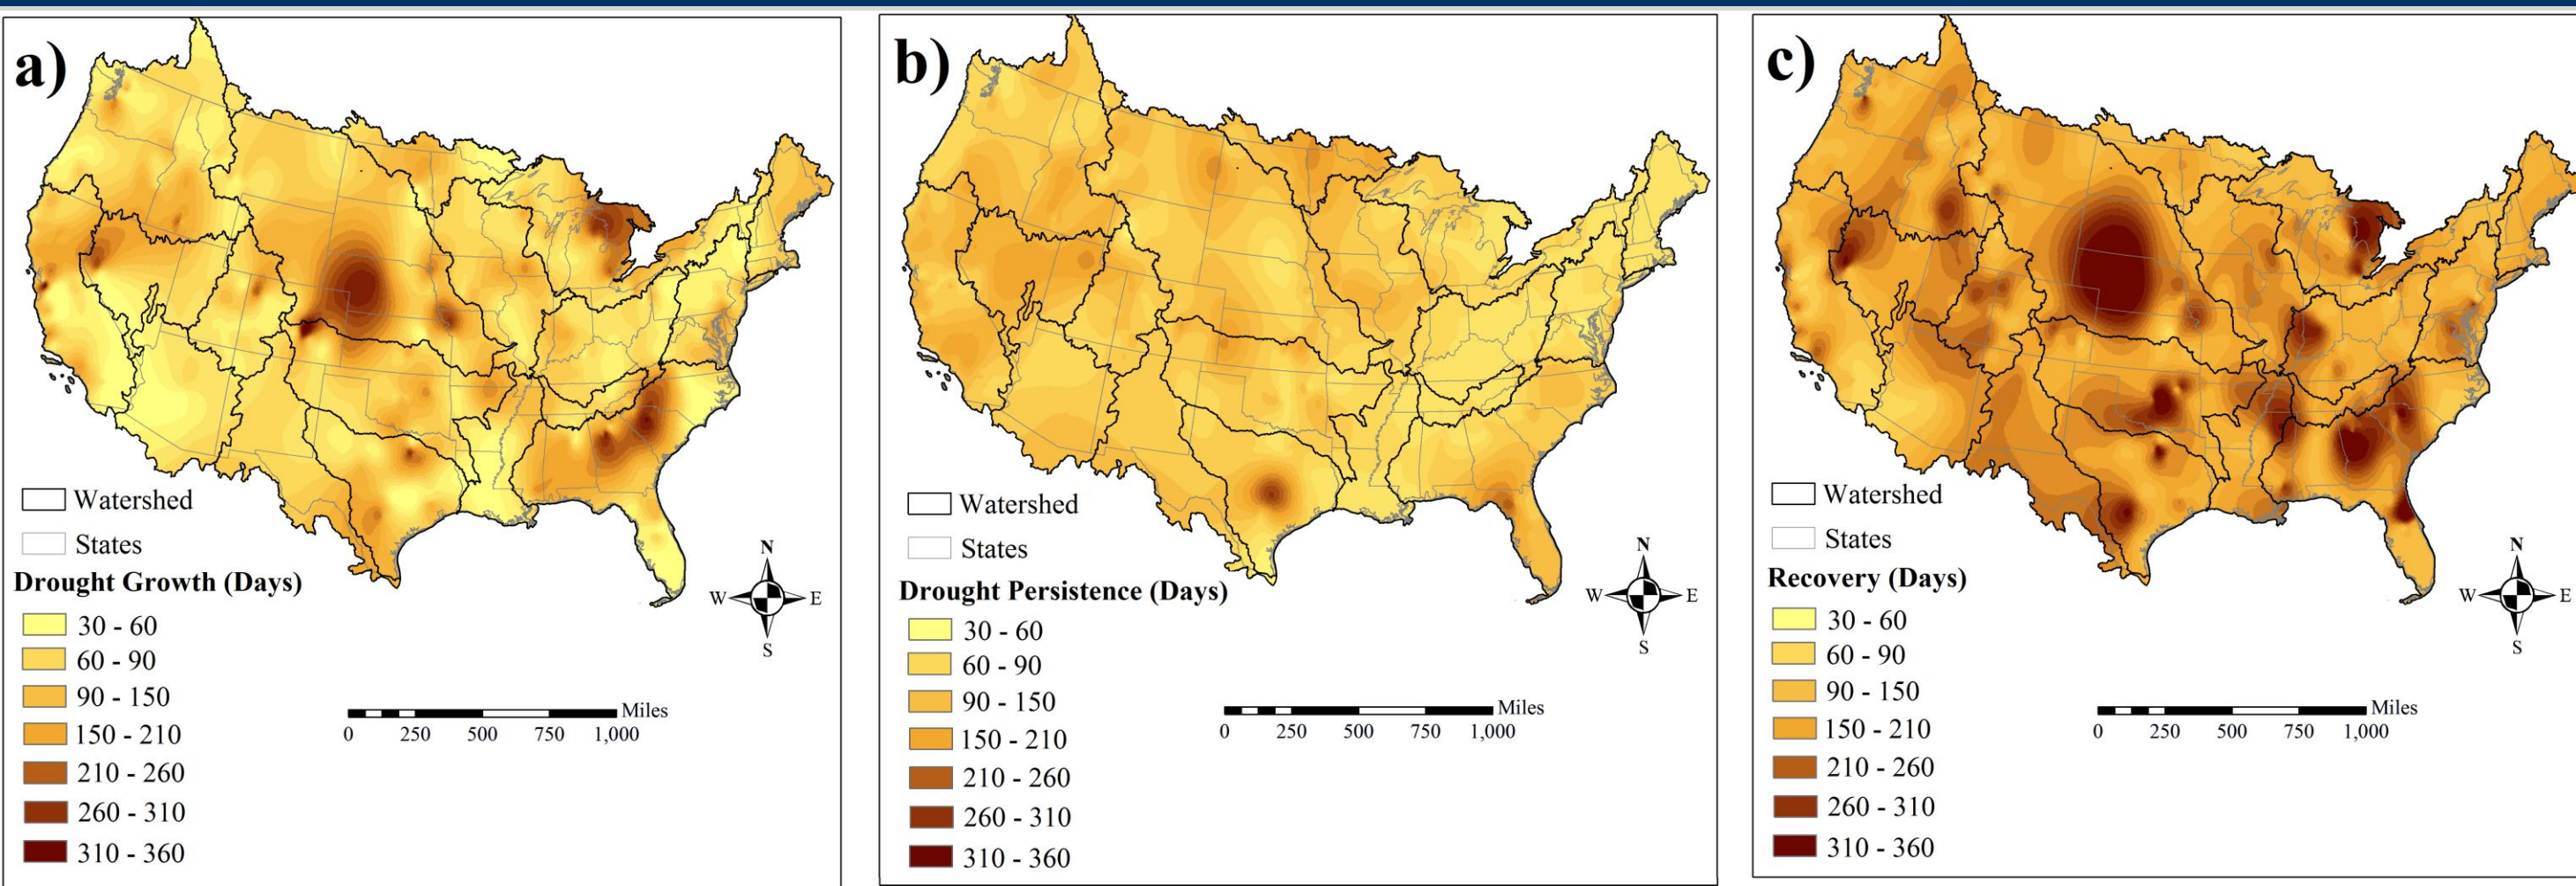 a)
Watershed
States
Drought Growth (Days)
30 - 60
60 - 90
90 - 150
150 - 210
210 - 260
260 - 310
310 - 360
N
W E
S
Miles
0 250 500 750 1,000
b)
Watershed
States
Drought Persistence (Days)
30 - 60
60 - 90
90 - 150
150 - 210
210 - 260
260 - 310
310 - 360
N
W E
S
Miles
0 250 500 750 1,000
c)
Watershed
States
Recovery (Days)
30 - 60
60 - 90
90 - 150
150 - 210
210 - 260
260 - 310
310 - 360
N
W E
S
Miles
0 250 500 750 1,000